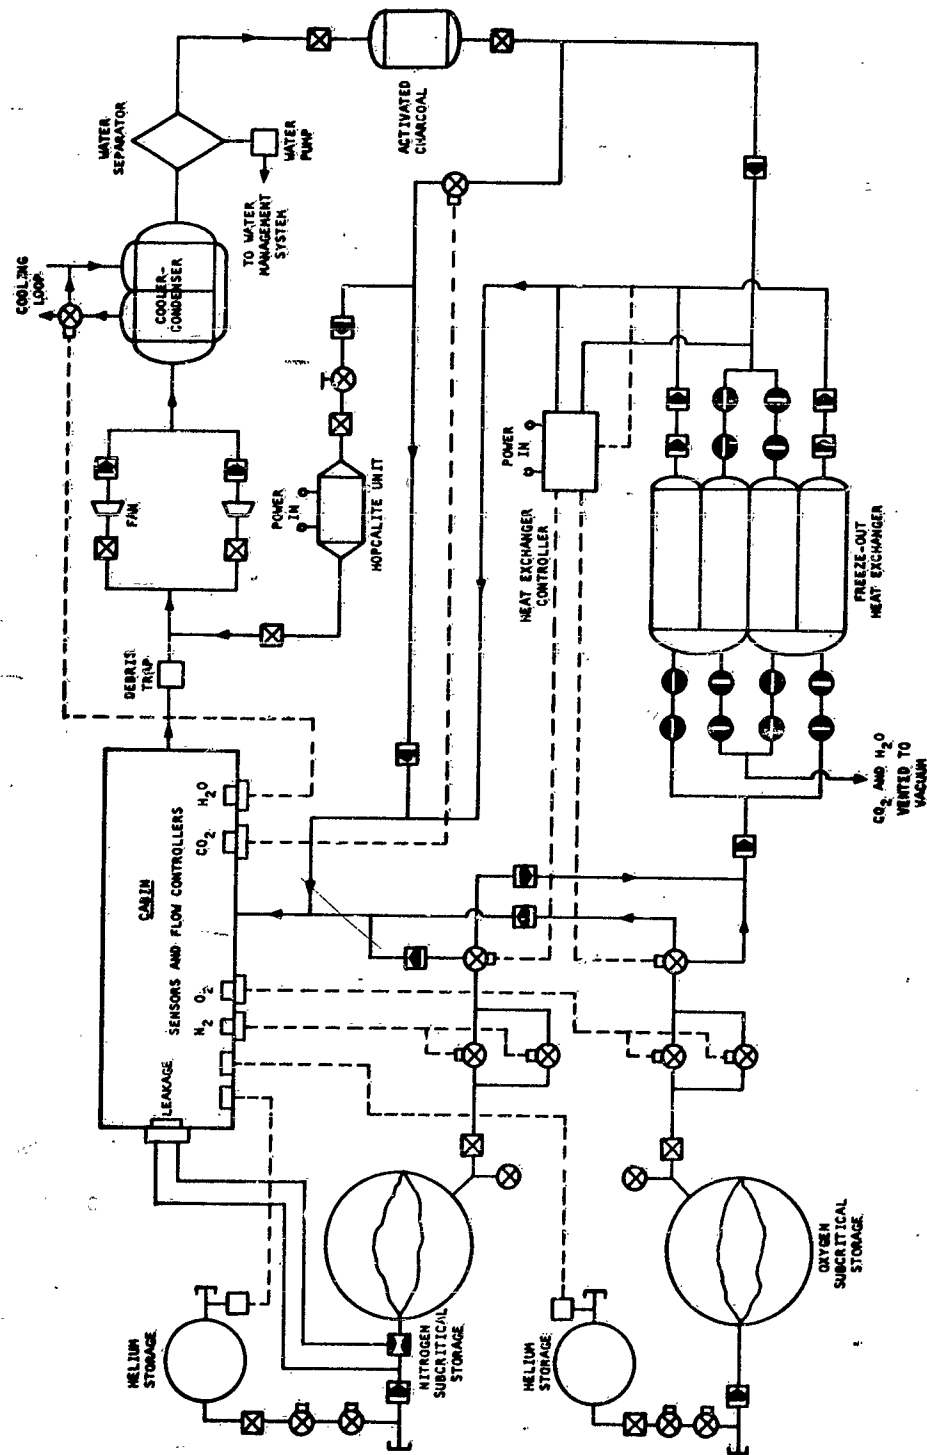 COOLING
LOOP
COOLER-
CONDENSER
WATER
SEPARATOR
WATER
PUMP
TO WATER
MANAGEMENT
SYSTEM
ACTIVATED
CHARCOAL
FAN
POWER
IN
HOPCALITE UNIT
DEBRIS
TRAP
CABIN
SENSORS AND FLOW CONTROLLERS
LEAKAGE
N2
O2
CO2
H2O
POWER
IN
HEAT EXCHANGER
CONTROLLER
FREEZE-OUT
HEAT EXCHANGER
CO2 AND H2O
VENTED TO
VACUUM
HELIUM
STORAGE
NITROGEN
SUBCRITICAL
STORAGE
HELIUM
STORAGE
OXYGEN
SUBCRITICAL
STORAGE